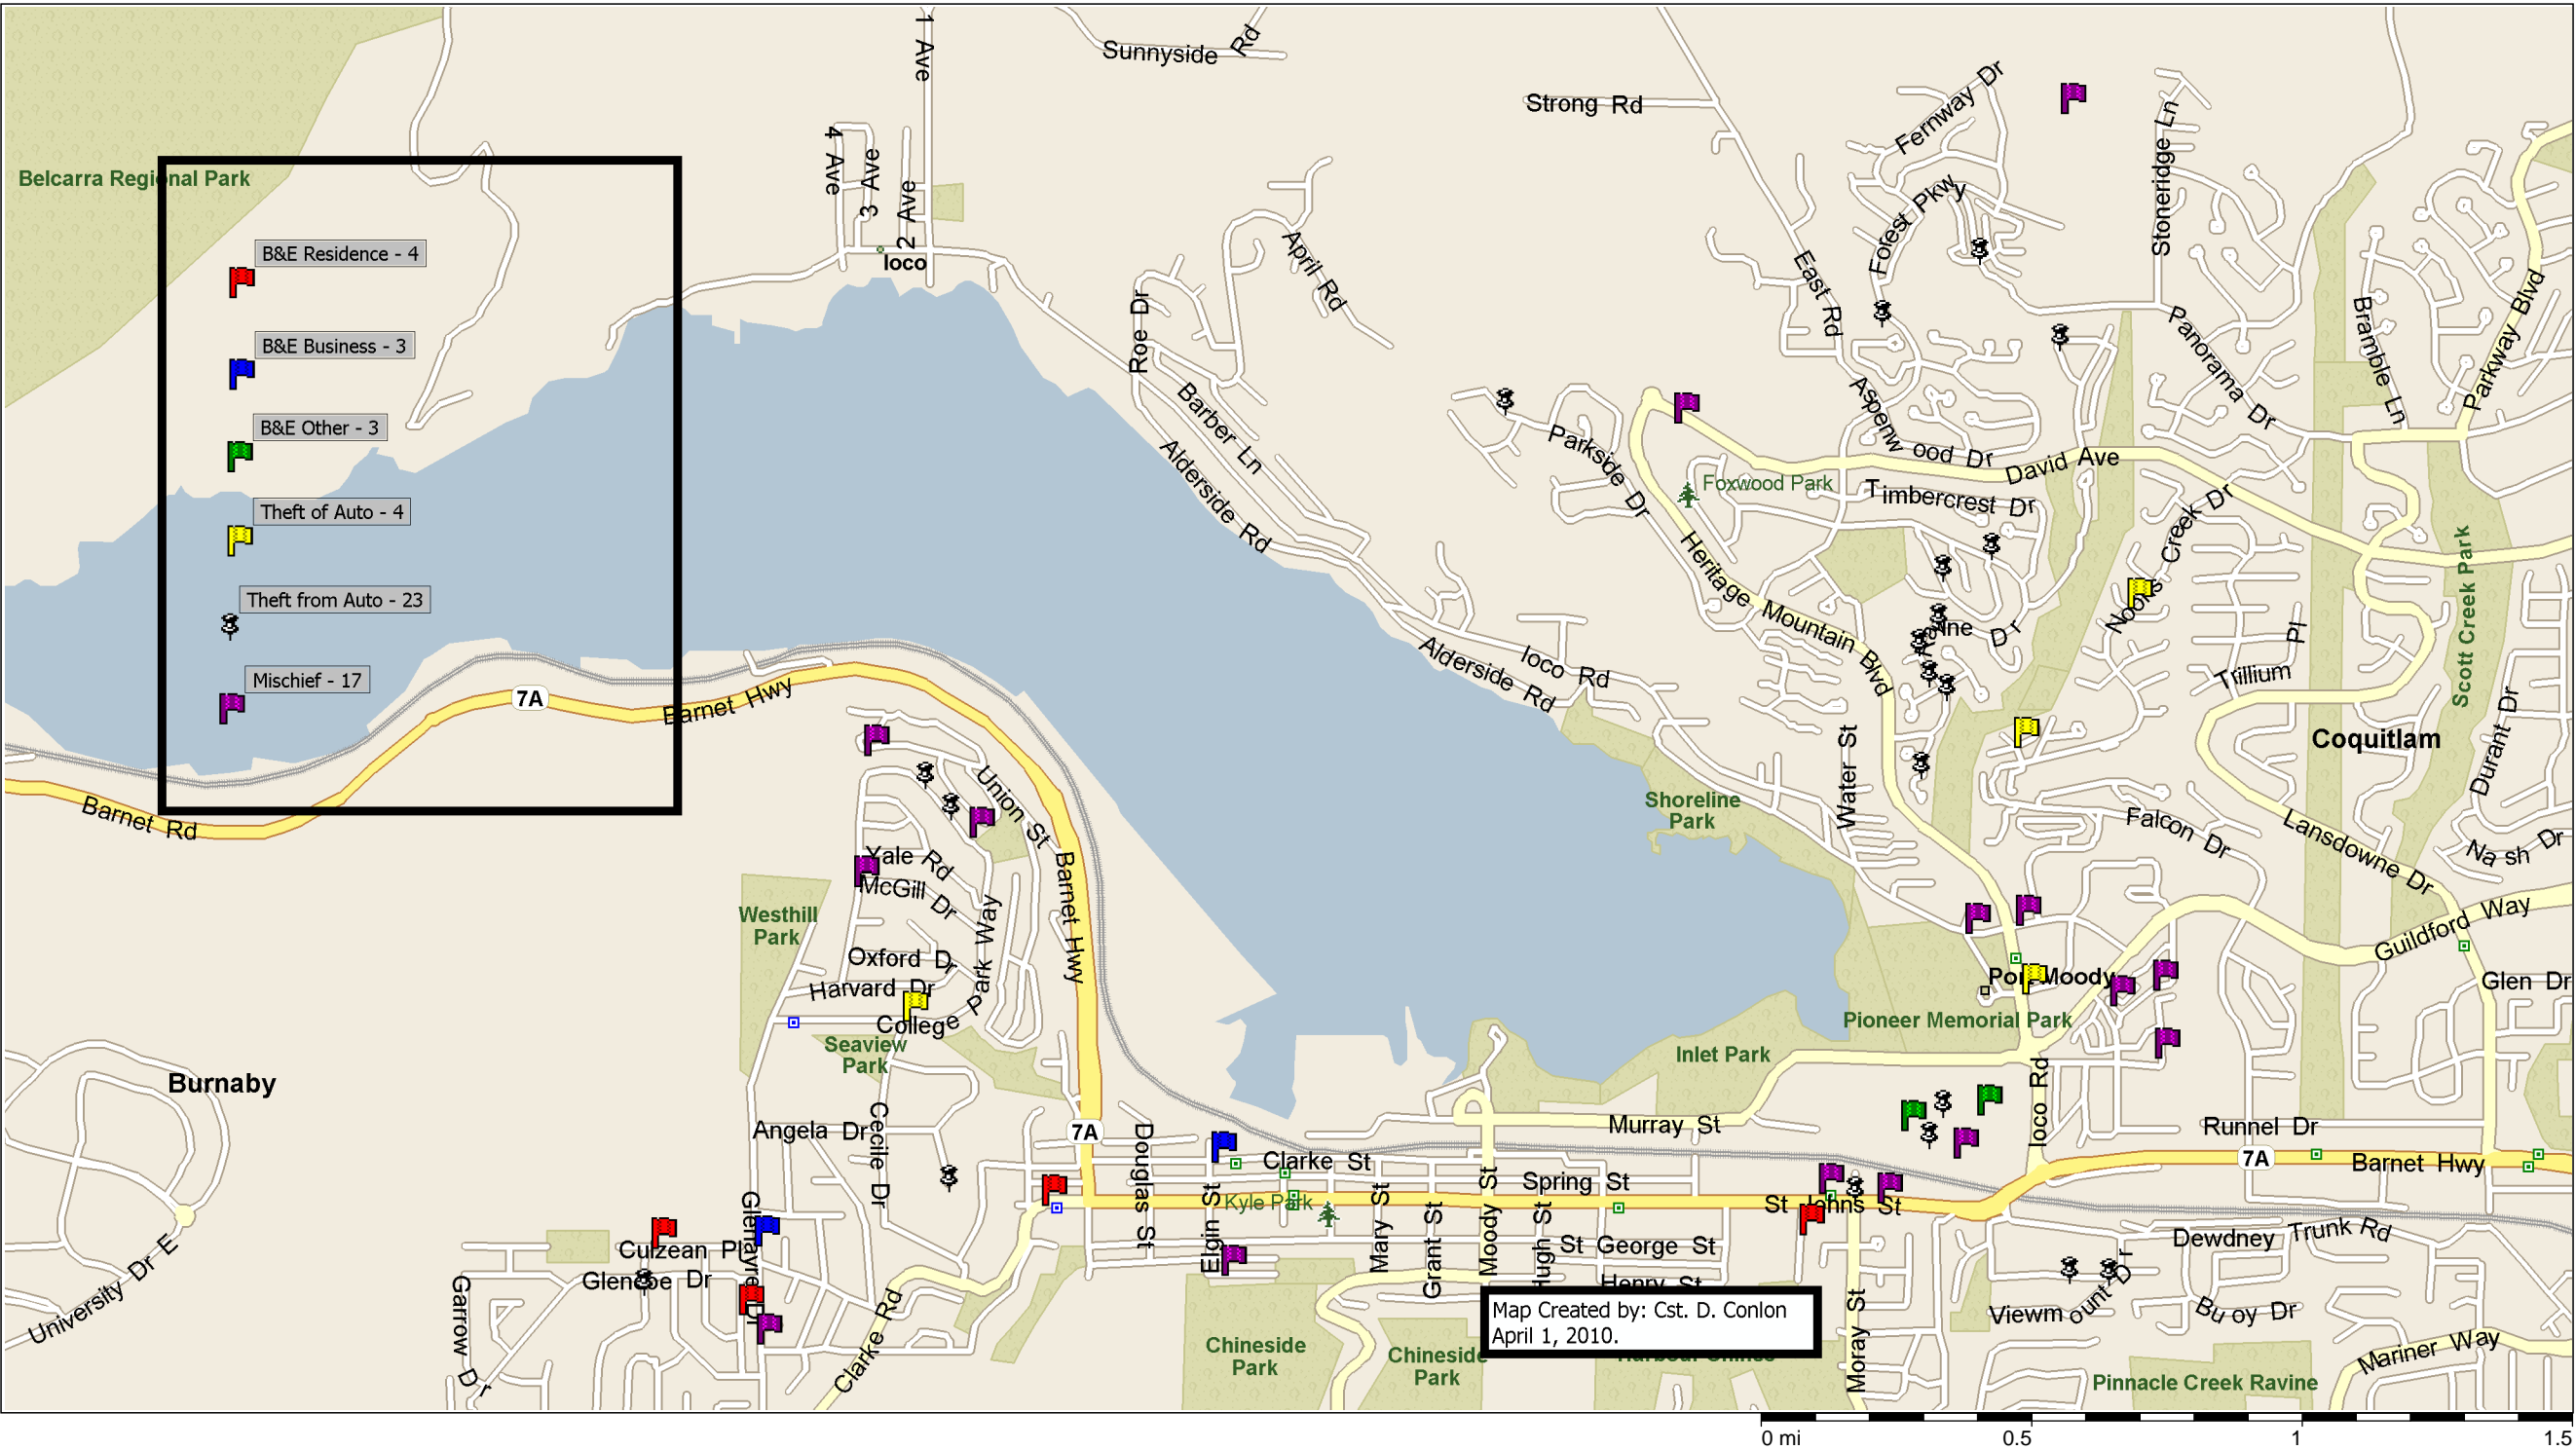 1 Ave
Sunnyside Rd
Strong Rd
Fernway Dr
Stoneridge Ln
4 Ave
3 Ave
2 Ave
Ioco
Belcarra Regional Park
B&E Residence - 4
B&E Business - 3
B&E Other - 3
Theft of Auto - 4
Theft from Auto - 23
Mischief - 17
April Rd
Forest Pkwy
East Rd
Roe Dr
Barber Ln
Alderside Rd
Parkside Dr
Aspenwood Dr
David Ave
Panorama Dr
Bramble Ln
Parkway Blvd
Foxwood Park
Timbercrest Dr
Noons Creek Dr
Heritage Mountain Blvd
Scott Creek Park
Dr
Ioco Rd
Alderside Rd
Trillium Pl
7A
Barnet Hwy
Barnet Rd
Water St
Coquitlam
Durant Dr
Shoreline
Park
Falcon Dr
Lansdowne Dr
Nash Dr
Union St
Yale Rd
McGill Dr
Barnet Hwy
Westhill
Park
Park Way
Oxford Dr
Harvard Dr
College Park
Guildford Way
Glen Dr
Port Moody
Pioneer Memorial Park
Seaview
Park
Inlet Park
Burnaby
Ioco Rd
Angela Dr
Cecile Dr
7A
Douglas St
Murray St
Runnel Dr
Clarke St
7A
Barnet Hwy
Spring St
Kyle Park
St Johns St
Elgin St
Mary St
Grant St
Moody St
Hugh St
St George St
Henry St
Dewdney Trunk Rd
Glenayre Dr
Culzean Pl
Glencoe Dr
University Dr E
Garrow Dr
Clarke Rd
Viewmount Dr
Buoy Dr
Moray St
Mariner Way
Chineside
Park
Chineside
Park
Map Created by: Cst. D. Conlon
April 1, 2010.
Pinnacle Creek Ravine
0 mi 0.5 1 1.5